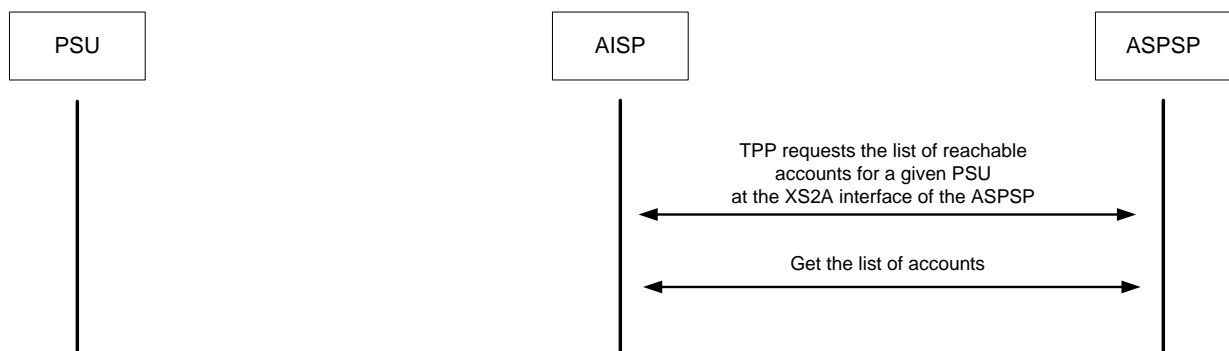 PSU
AISP
ASPSP
TPP requests the list of reachable
accounts for a given PSU
at the XS2A interface of the ASPSP
Get the list of accounts